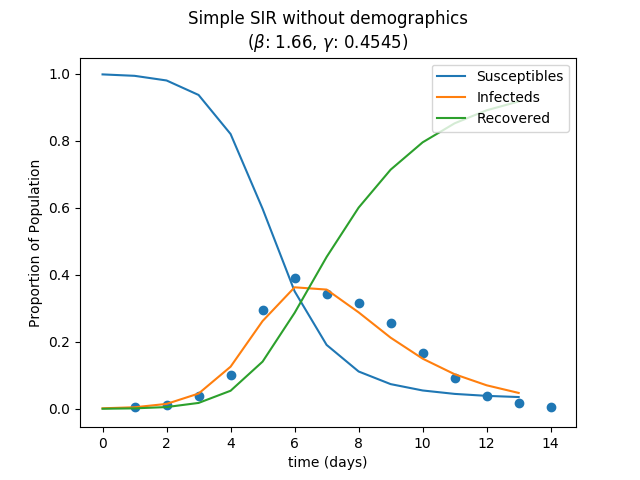 Simple SIR without demographics
(β: 1.66, γ: 0.4545)
Susceptibles
Infecteds
Recovered
Proportion of Population
1.0
0.8
0.6
0.4
0.2
0.0
0 2 4 6 8 10 12 14
time (days)